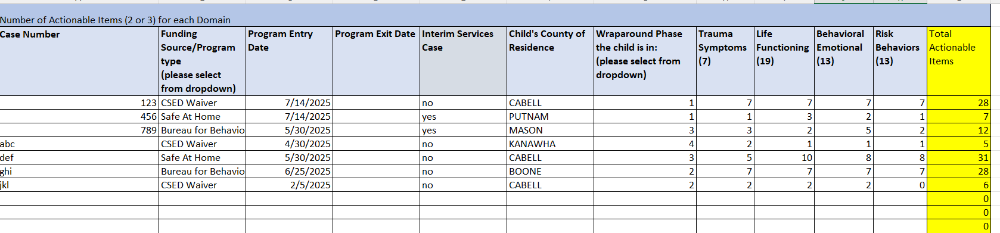 Number of Actionable Items (2 or 3) for each Domain
Case Number Funding Source/Program type (please select from dropdown) Program Entry Date Program Exit Date Interim Services Case Child's County of Residence Wraparound Phase the child is in: (please select from dropdown) Trauma Symptoms (7) Life Functioning (19) Behavioral Emotional (13) Risk Behaviors (13) Total Actionable Items
123 CSED Waiver 7/14/2025 no CABELL 1 7 7 7 7 28
456 Safe At Home 7/14/2025 yes PUTNAM 1 1 3 2 1 7
789 Bureau for Behavio 5/30/2025 yes MASON 3 3 2 5 2 12
abc CSED Waiver 4/30/2025 no KANAWHA 4 2 1 1 1 5
def Safe At Home 5/30/2025 no CABELL 3 5 10 8 8 31
ghi Bureau for Behavio 6/25/2025 no BOONE 2 7 7 7 7 28
jkl CSED Waiver 2/5/2025 no CABELL 2 2 2 2 0 6
0
0
0